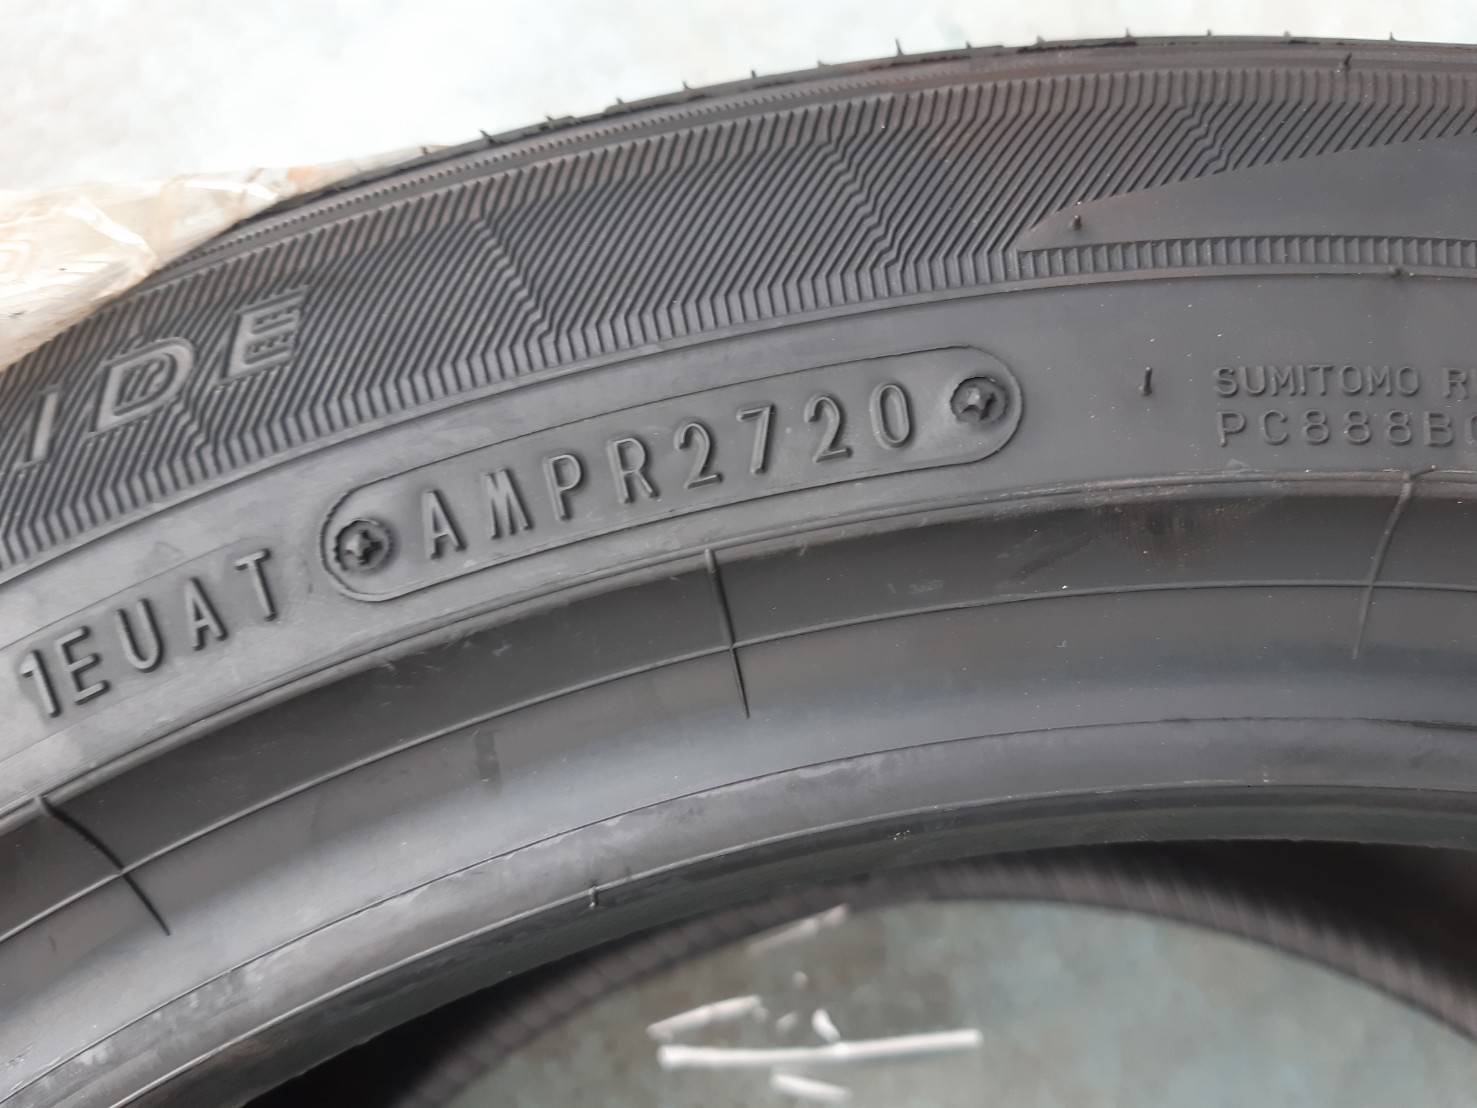 IDE
1EUAT AMPR2720
SUMITOMO
PC888B